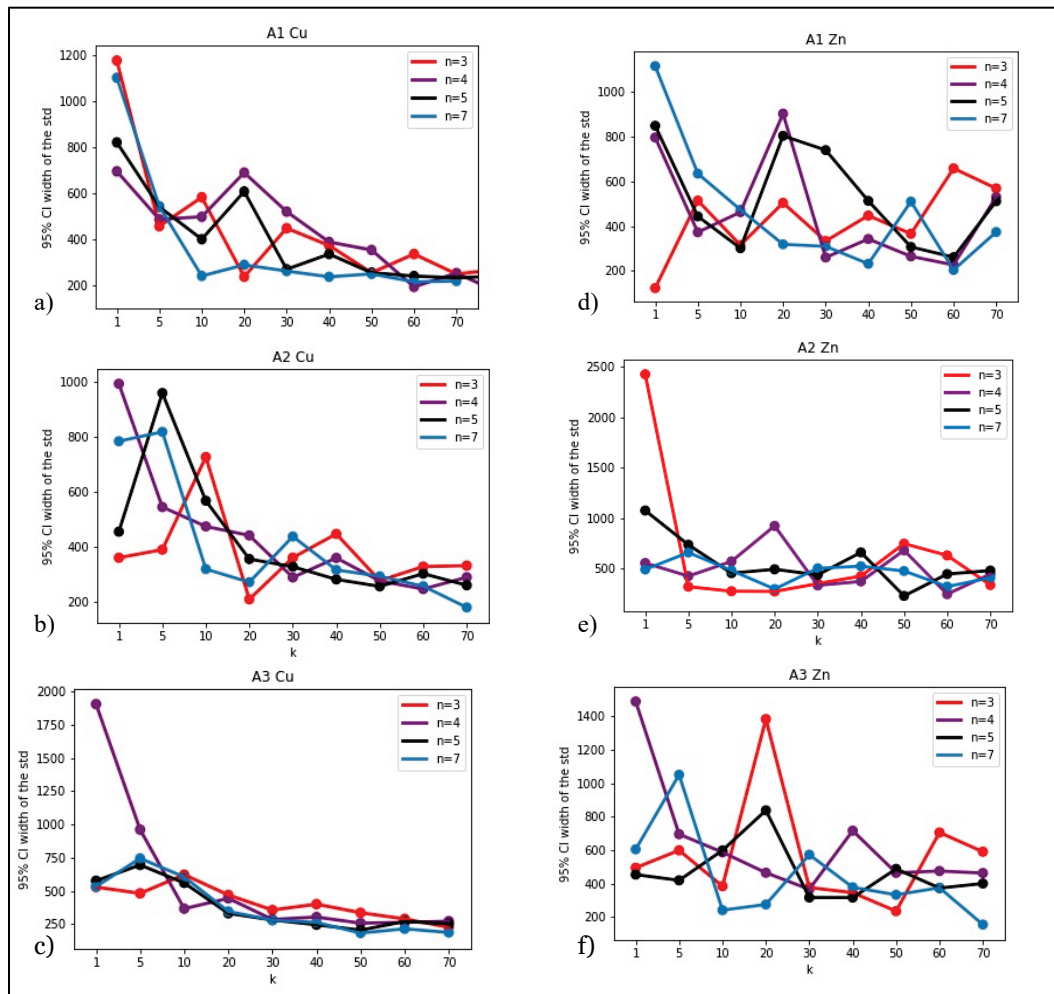 A1 Cu
95% CI width of the std
1200
1000
800
600
400
200
n=3
n=4
n=5
n=7
1 5 10 20 30 40 50 60 70
a)
A1 Zn
95% CI width of the std
1000
800
600
400
200
n=3
n=4
n=5
n=7
1 5 10 20 30 40 50 60 70
d)
A2 Cu
95% CI width of the std
1000
800
600
400
200
n=3
n=4
n=5
n=7
1 5 10 20 30 40 50 60 70
k
b)
A2 Zn
95% CI width of the std
2500
2000
1500
1000
500
n=3
n=4
n=5
n=7
1 5 10 20 30 40 50 60 70
k
e)
A3 Cu
95% CI width of the std
2000
1750
1500
1250
1000
750
500
250
n=3
n=4
n=5
n=7
1 5 10 20 30 40 50 60 70
k
c)
A3 Zn
95% CI width of the std
1400
1200
1000
800
600
400
200
n=3
n=4
n=5
n=7
1 5 10 20 30 40 50 60 70
k
f)